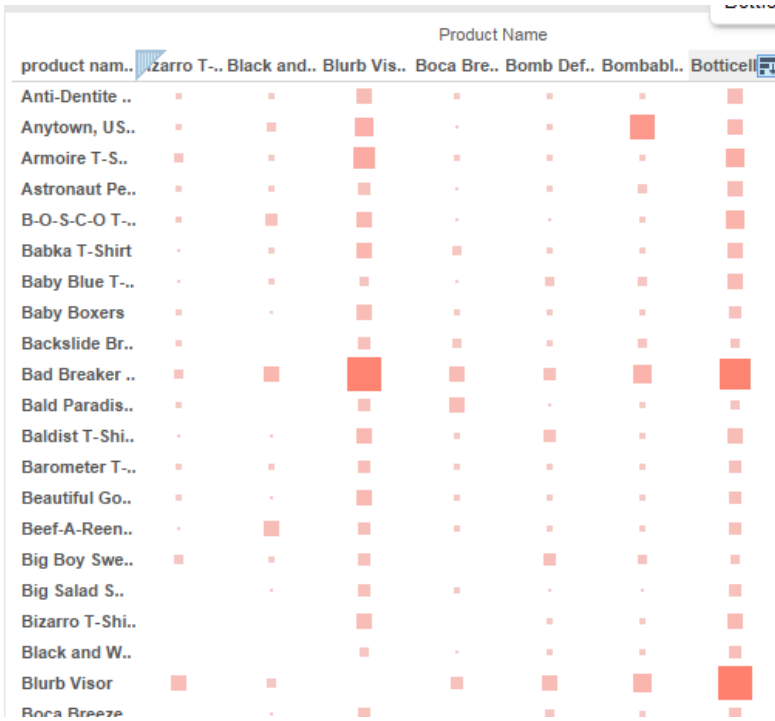 Product Name
product nam.. izarro T-.. Black and.. Blurb Vis.. Boca Bre.. Bomb Def.. Bombabl.. Botticell
Anti-Dentite ..
Anytown, US..
Armoire T-S..
Astronaut Pe..
B-O-S-C-O T-..
Babka T-Shirt
Baby Blue T-..
Baby Boxers
Backslide Br..
Bad Breaker ..
Bald Paradis..
Baldist T-Shi..
Barometer T-..
Beautiful Go..
Beef-A-Reen..
Big Boy Swe..
Big Salad S..
Bizarro T-Shi..
Black and W..
Blurb Visor
Boca Breeze